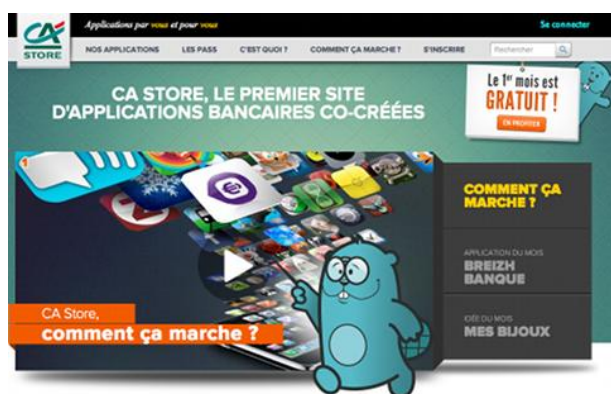 CA
STORE
Applications par vous et pour vous
Se connecter
NOS APPLICATIONS
LES PASS
C'EST QUOI ?
COMMENT ÇA MARCHE ?
S'INSCRIRE
Rechercher
CA STORE, LE PREMIER SITE
D'APPLICATIONS BANCAIRES CO-CRÉÉES
Le 1er mois est
GRATUIT !
EN PROFITER
COMMENT ÇA
MARCHE ?
APPLICATION DU MOIS
BREIZH
BANQUE
IDÉE DU MOIS
MES BIJOUX
CA Store,
comment ça marche ?